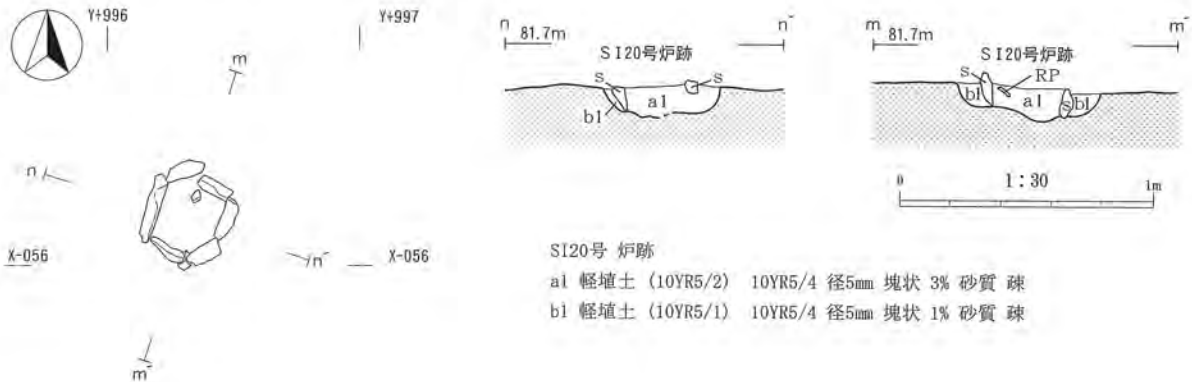 Y+996
Y+997
m
n
n-
X-056
X-056
m-
n
n-
81.7m
SI20号炉跡
s
s
a1
b1
m
m-
81.7m
SI20号炉跡
s
RP
b1
a1
s
b1
0
1:30
1m
SI20号 炉跡
a1 軽埴土 (10YR5/2) 10YR5/4 径5mm 塊状 3% 砂質 疎
b1 軽埴土 (10YR5/1) 10YR5/4 径5mm 塊状 1% 砂質 疎